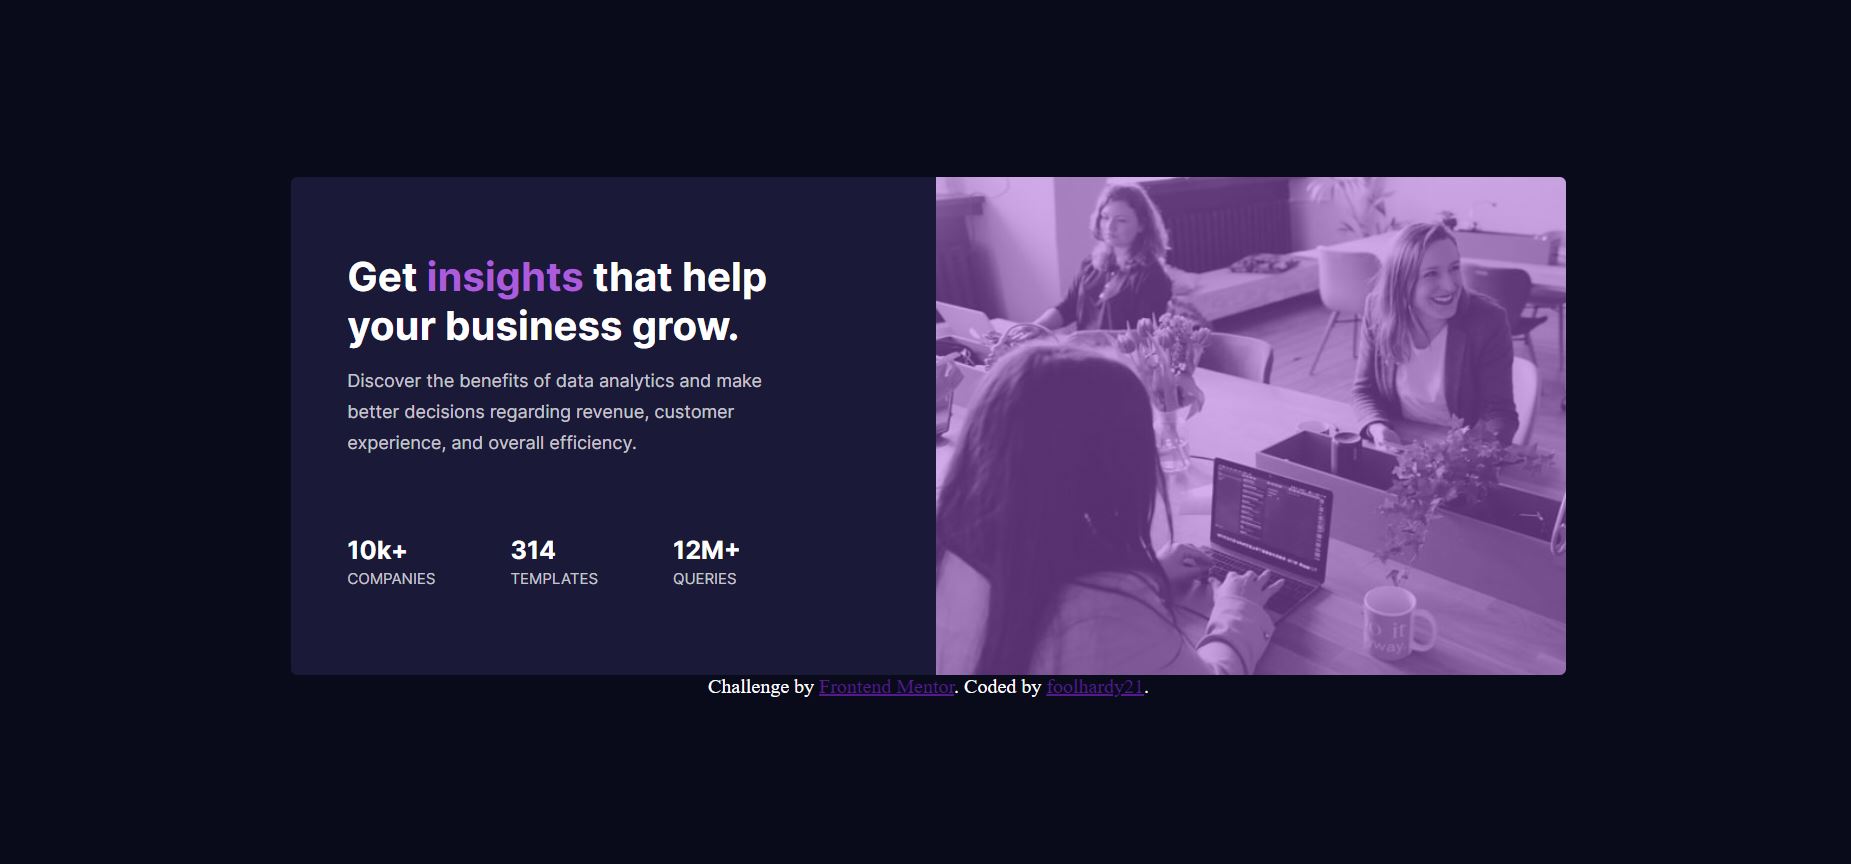 Get insights that help
your business grow.
Discover the benefits of data analytics and make
better decisions regarding revenue, customer
experience, and overall efficiency.
10k+ 314 12M+
COMPANIES TEMPLATES QUERIES
Challenge by Frontend Mentor. Coded by foolhardy21.